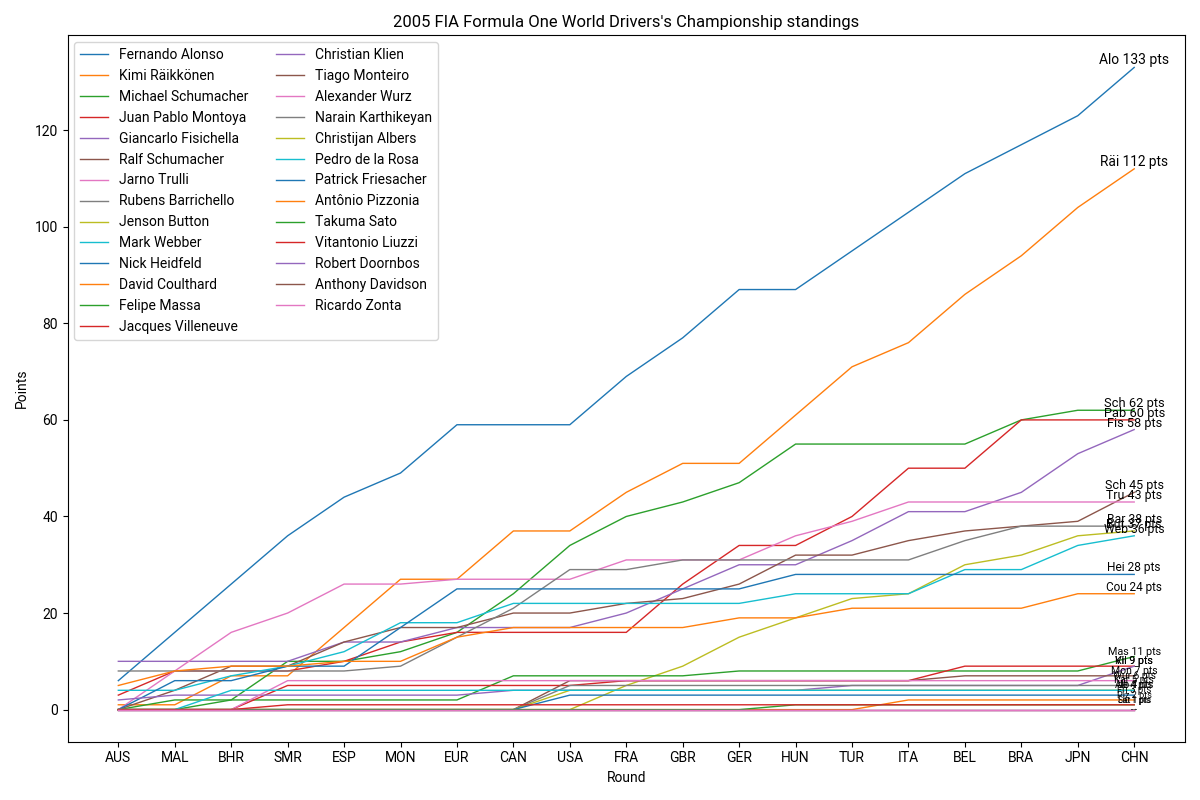 2005 FIA Formula One World Drivers's Championship standings
Fernando Alonso
Kimi Räikkönen
Michael Schumacher
Juan Pablo Montoya
Giancarlo Fisichella
Ralf Schumacher
Jarno Trulli
Rubens Barrichello
Jenson Button
Mark Webber
Nick Heidfeld
David Coulthard
Felipe Massa
Jacques Villeneuve
Christian Klien
Tiago Monteiro
Alexander Wurz
Narain Karthikeyan
Christijan Albers
Pedro de la Rosa
Patrick Friesacher
Antônio Pizzonia
Takuma Sato
Vitantonio Liuzzi
Robert Doornbos
Anthony Davidson
Ricardo Zonta
Alo 133 pts
Räi 112 pts
Sch 62 pts
Pab 60 pts
Fis 58 pts
Sch 45 pts
Tru 43 pts
Bar 38 pts
Web 36 pts
Hei 28 pts
Cou 24 pts
Mas 11 pts
Points
120
100
80
60
40
20
0
AUS MAL BHR SMR ESP MON EUR CAN USA FRA GBR GER HUN TUR ITA BEL BRA JPN CHN
Round